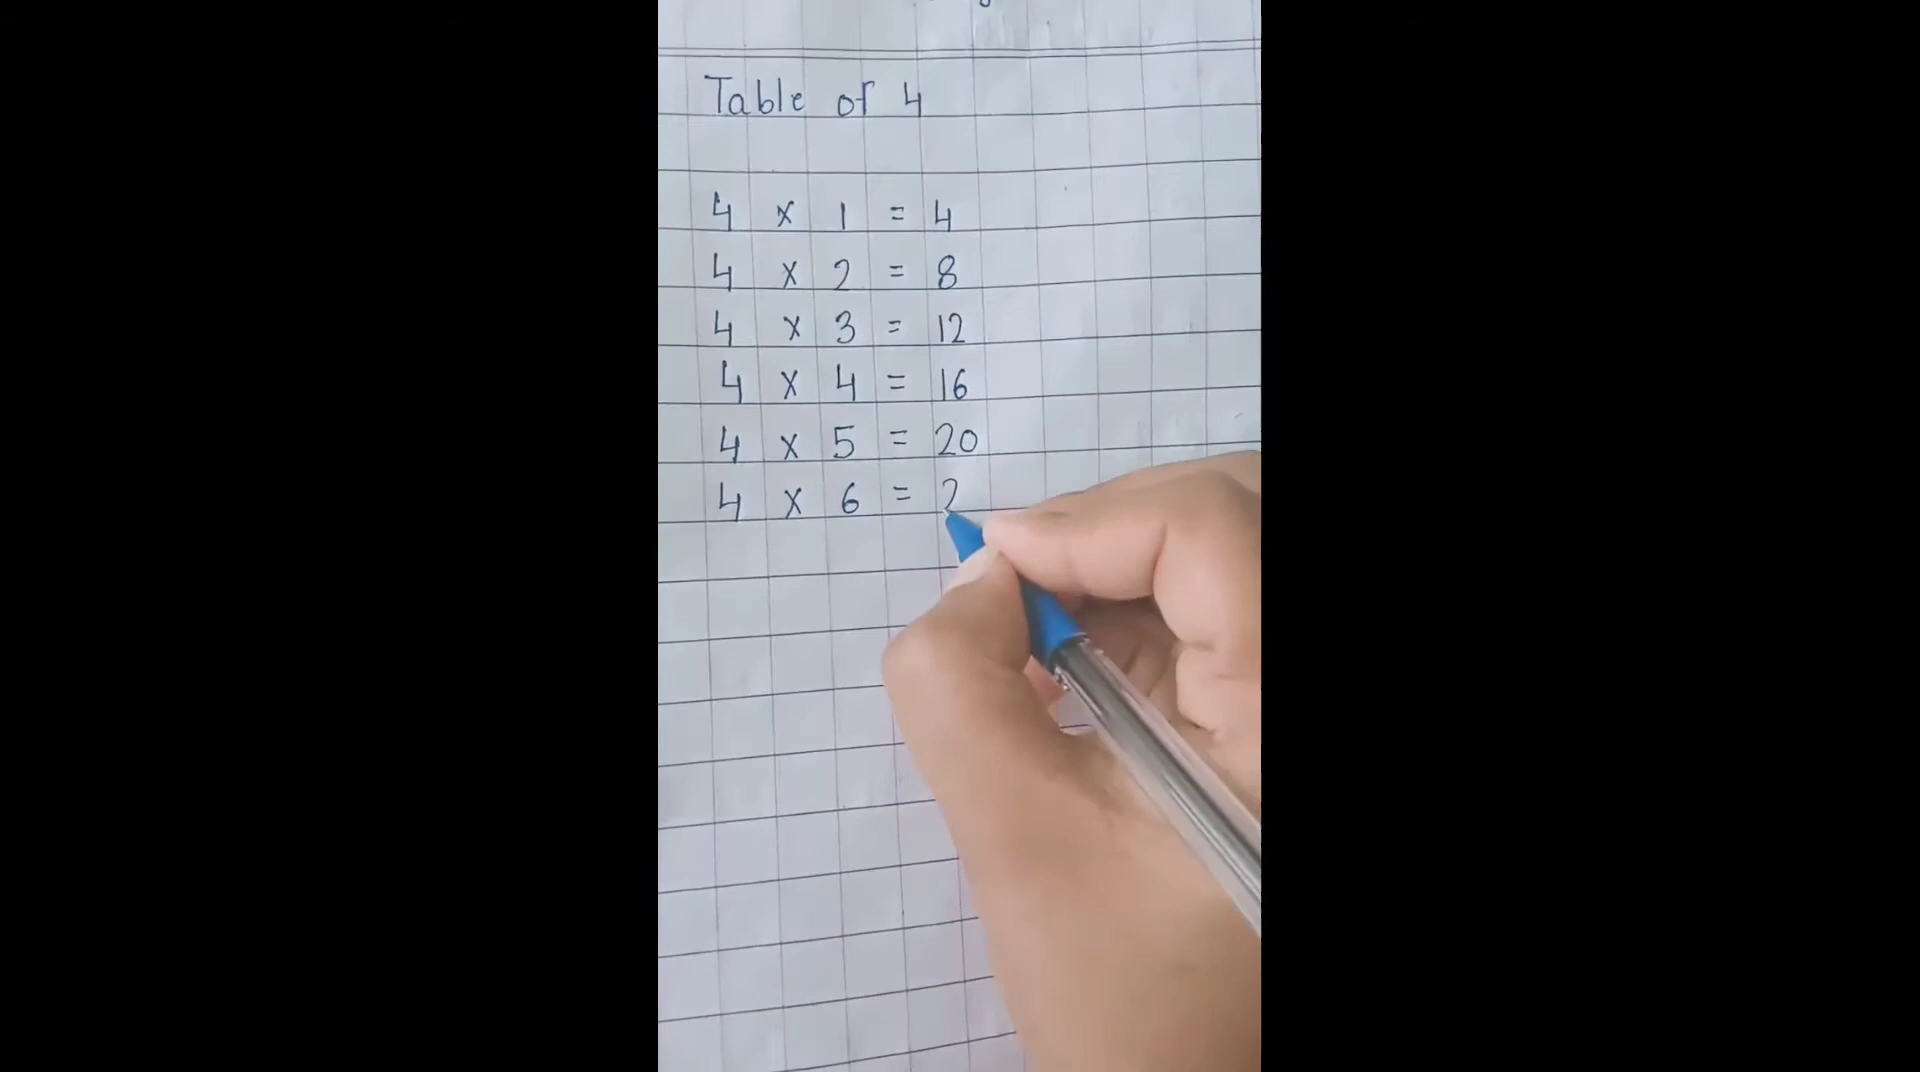 Table of 4
4 x 1 = 4
4 x 2 = 8
4 x 3 = 12
4 x 4 = 16
4 x 5 = 20
4 x 6 = 2